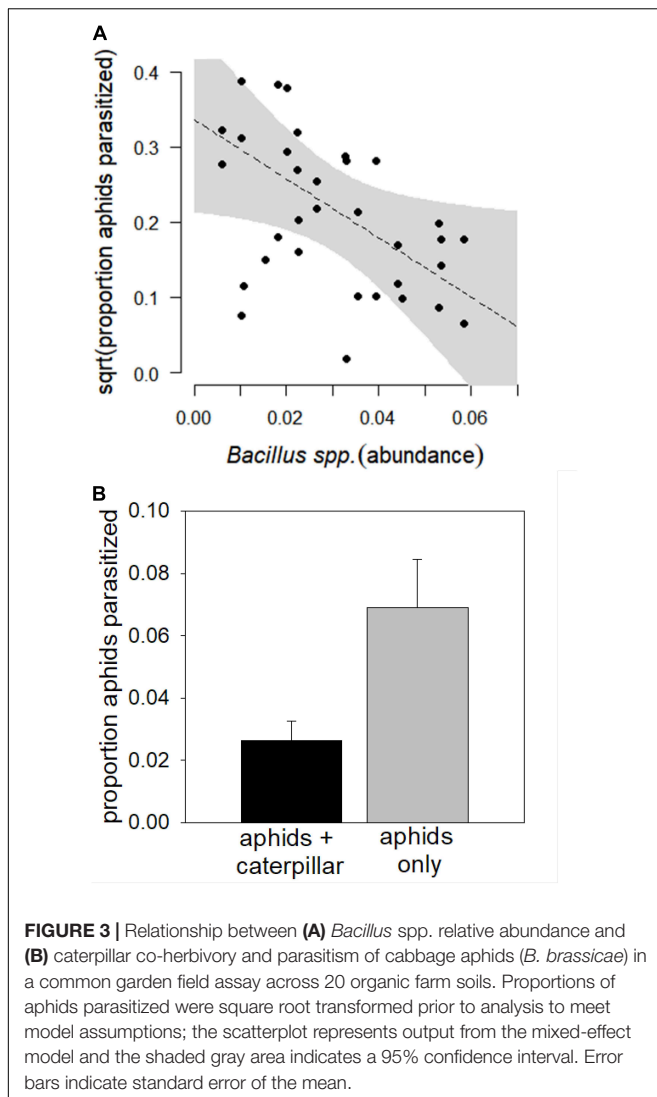 A
sqrt(proportion aphids parasitized)
0.4
0.3
0.2
0.1
0.0
0.00 0.02 0.04 0.06
Bacillus spp.(abundance)
B
proportion aphids parasitized
0.10
0.08
0.06
0.04
0.02
0.00
aphids + caterpillar
aphids only
FIGURE 3 | Relationship between (A) Bacillus spp. relative abundance and
(B) caterpillar co-herbivory and parasitism of cabbage aphids (B. brassicae) in
a common garden field assay across 20 organic farm soils. Proportions of
aphids parasitized were square root transformed prior to analysis to meet
model assumptions; the scatterplot represents output from the mixed-effect
model and the shaded gray area indicates a 95% confidence interval. Error
bars indicate standard error of the mean.